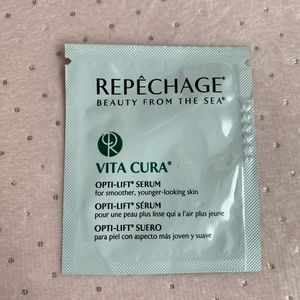 REPÊCHAGE®
BEAUTY FROM THE SEA®
VITA CURA®
OPTI-LIFT® SERUM
for smoother, younger-looking skin
OPTI-LIFT® SÉRUM
pour une peau plus lisse qui a l'air plus jeune
OPTI-LIFT® SUERO
para piel con aspecto más joven y suave